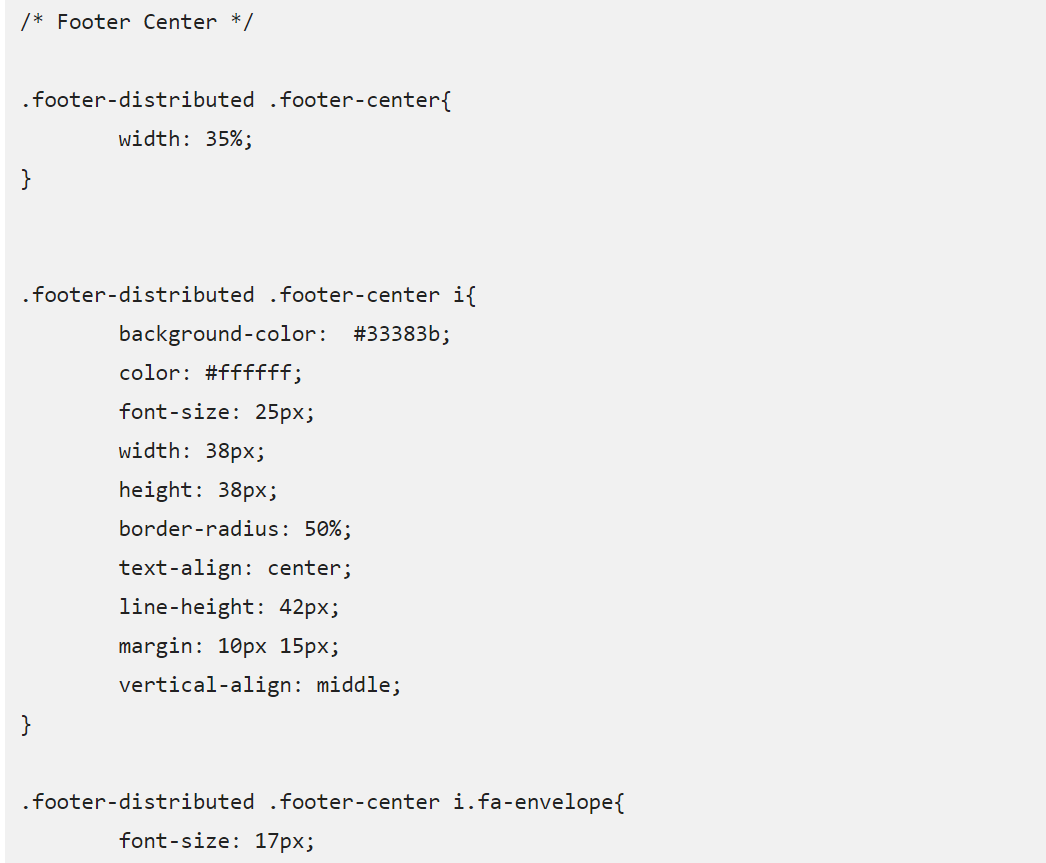 /* Footer Center */
.footer-distributed .footer-center{
width: 35%;
}
.footer-distributed .footer-center i{
background-color:  #33383b;
color: #ffffff;
font-size: 25px;
width: 38px;
height: 38px;
border-radius: 50%;
text-align: center;
line-height: 42px;
margin: 10px 15px;
vertical-align: middle;
}
.footer-distributed .footer-center i.fa-envelope{
font-size: 17px;